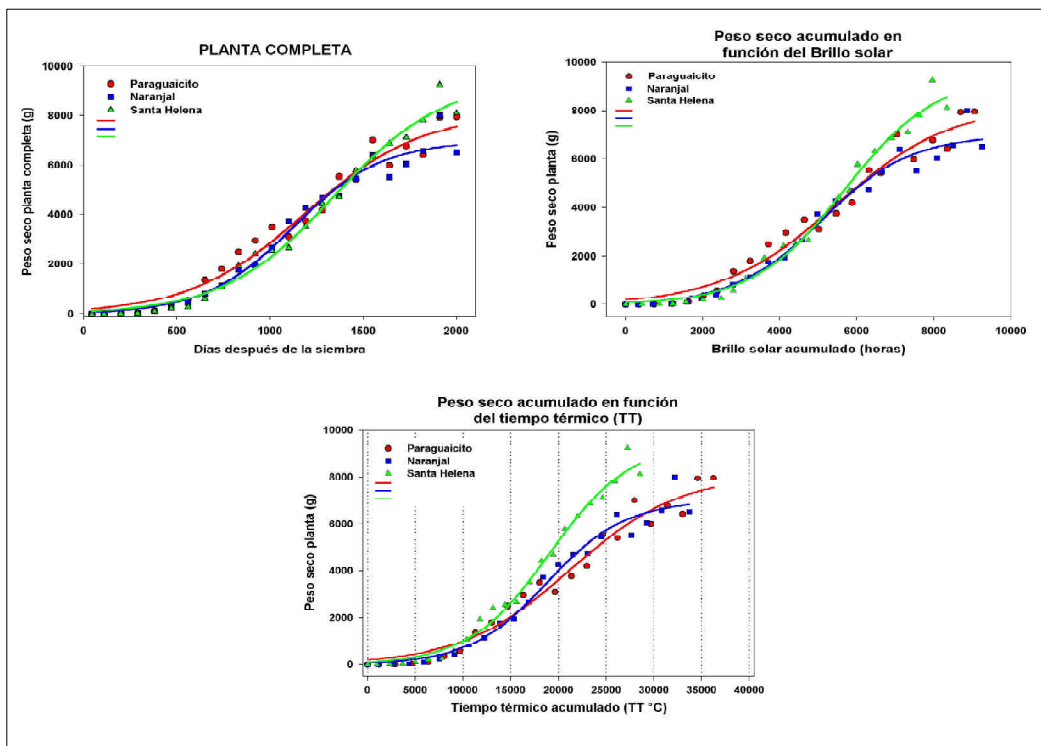 PLANTA COMPLETA
10000
8000
6000
4000
2000
0
Peso seco planta completa (g)
Paraguaicito
Naranjal
Santa Helena
0
500
1000
1500
2000
Días después de la siembra
Peso seco acumulado en
función del Brillo solar
10000
8000
6000
4000
2000
0
Feso seco planta (g)
Paraguaicito
Naranjal
Santa Helena
0
2000
4000
6000
8000
10000
Brillo solar acumulado (horas)
Peso seco acumulado en función
del tiempo térmico (TT)
10000
8000
6000
4000
2000
0
Peso seco planta (g)
Paraguaicito
Naranjal
Santa Helena
0
5000
10000
15000
20000
25000
30000
35000
40000
Tiempo térmico acumulado (TT °C)